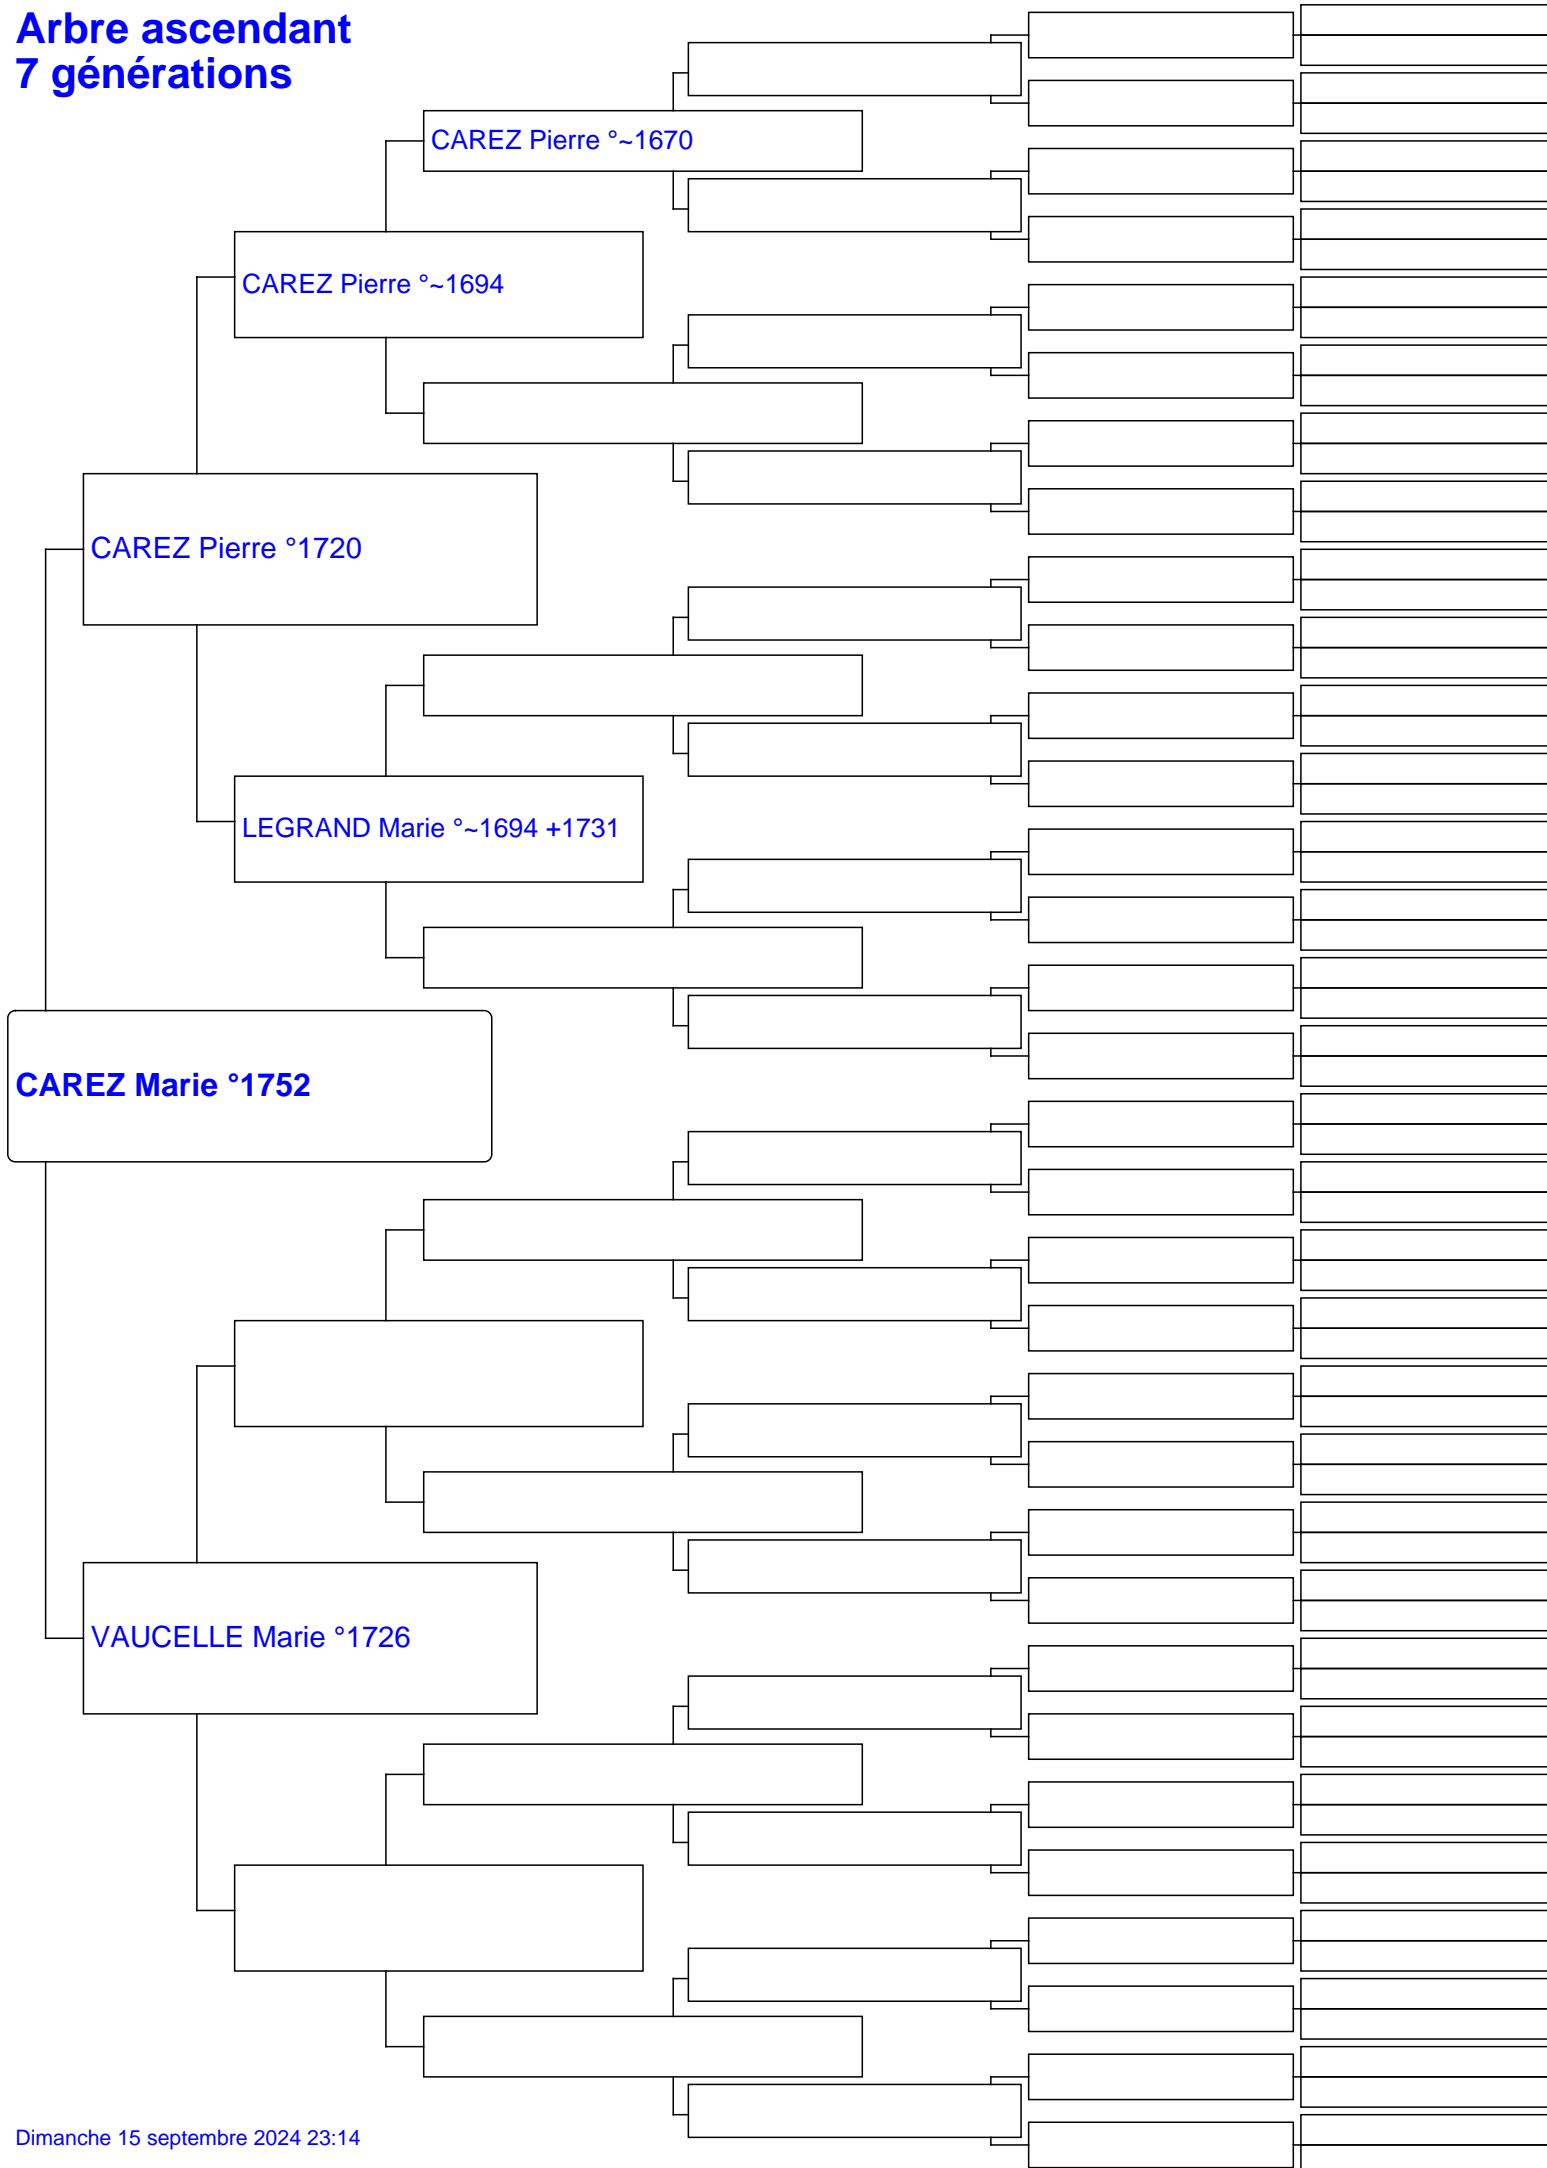 Arbre ascendant
7 générations
CAREZ Pierre °~1670
CAREZ Pierre °~1694
CAREZ Pierre °1720
LEGRAND Marie °~1694 +1731
CAREZ Marie °1752
VAUCELLE Marie °1726
Dimanche 15 septembre 2024 23:14